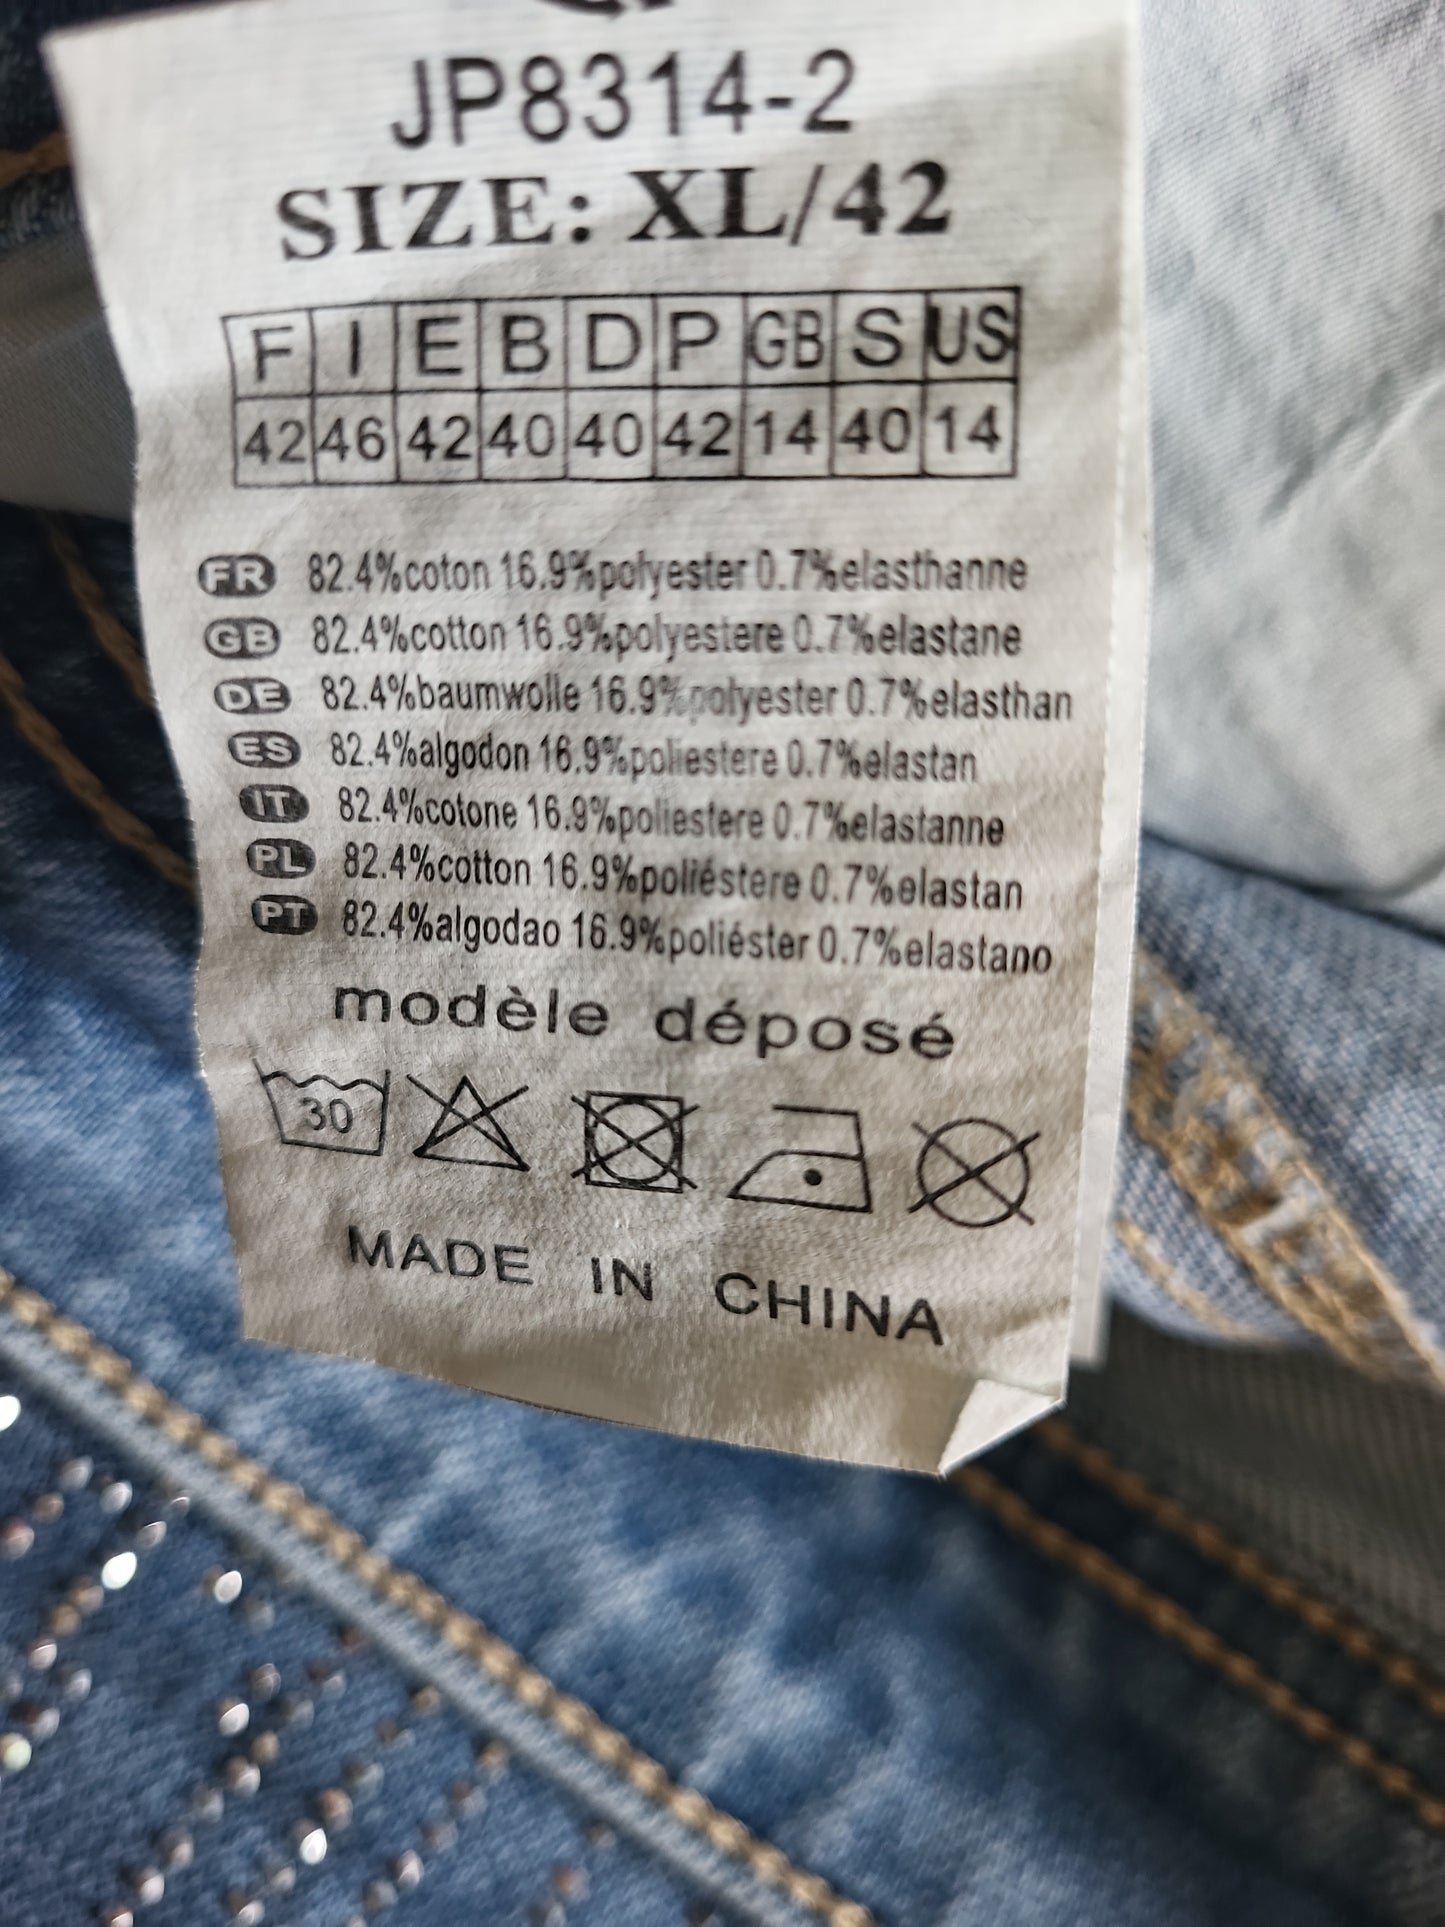 JP8314-2
SIZE: XL/42
F I E B D P GB S US
42 46 42 40 40 42 14 40 14
FR 82.4%coton 16.9%polyester 0.7%elasthanne
GB 82.4%cotton 16.9%polyestere 0.7%elastane
DE 82.4%baumwolle 16.9%polyester 0.7%elasthan
ES 82.4%algodon 16.9%poliestere 0.7%elastan
IT 82.4%cotone 16.9%poliestere 0.7%elastanne
PL 82.4%cotton 16.9%poliéstere 0.7%elastan
PT 82.4%algodao 16.9%poliéster 0.7%elastano
modèle déposé
30
MADE IN CHINA